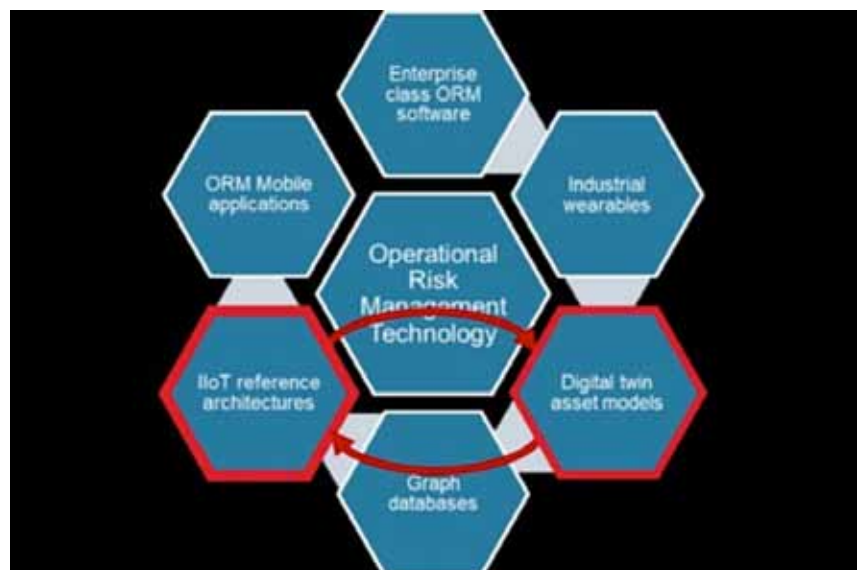 Enterprise
class ORM
software
ORM Mobile
applications
Industrial
wearables
Operational
Risk
Management
Technology
IIoT reference
architectures
Digital twin
asset models
Graph
databases